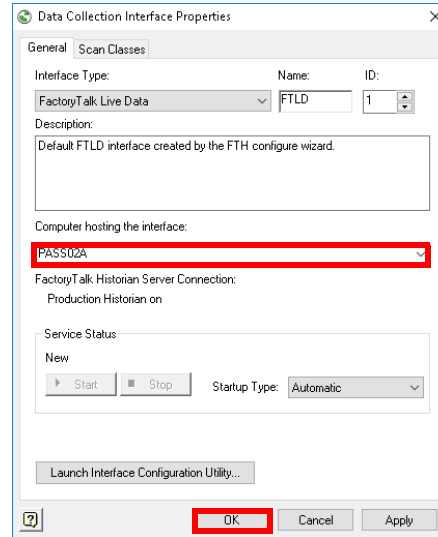 Data Collection Interface Properties
General Scan Classes
Interface Type: Name: ID:
FactoryTalk Live Data FTLD 1
Description:
Default FTLD interface created by the FTH configure wizard.
Computer hosting the interface:
PASS02A
FactoryTalk Historian Server Connection:
Production Historian on
Service Status
New
Start Stop Startup Type: Automatic
Launch Interface Configuration Utility...
OK Cancel Apply